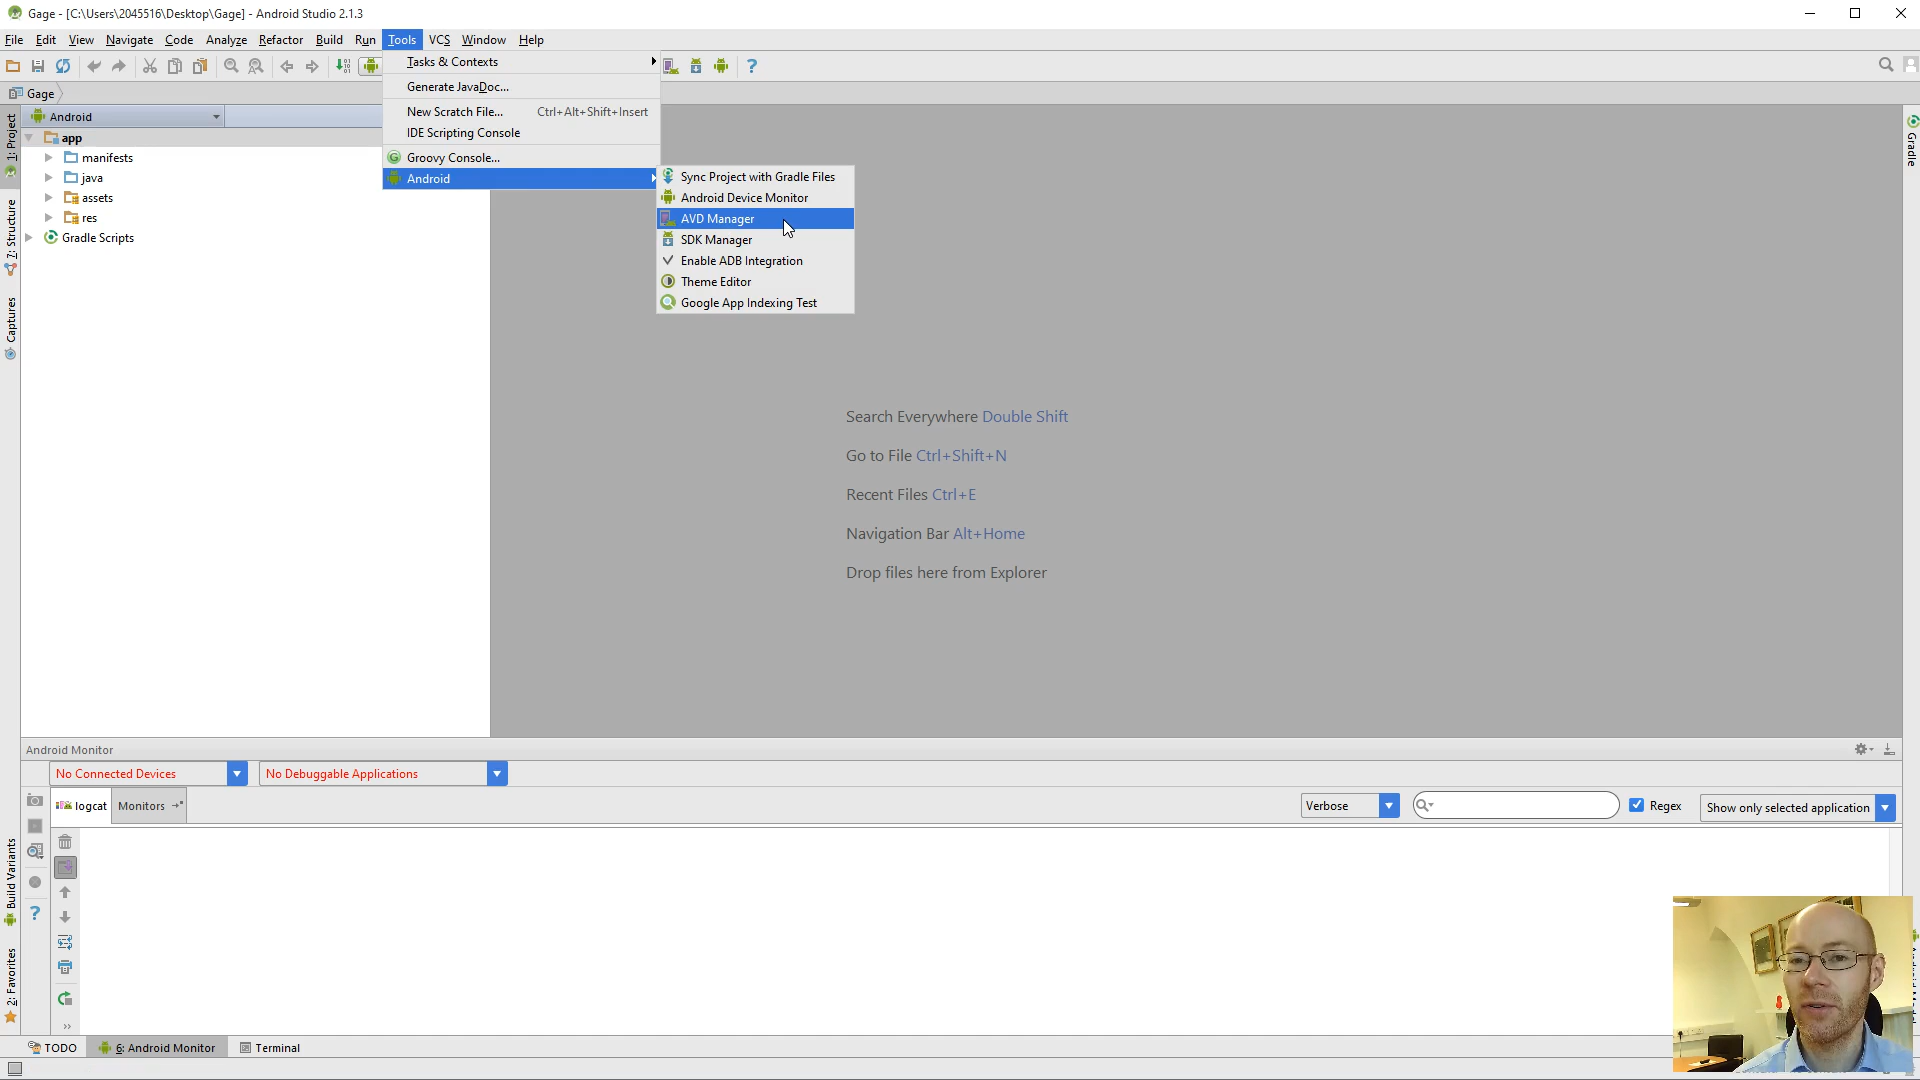 Gage - [C:\Users\2045516\Desktop\Gage] - Android Studio 2.1.3
File Edit View Navigate Code Analyze Refactor Build Run Tools VCS Window Help
Gage
Tasks & Contexts
Generate JavaDoc...
New Scratch File... Ctrl+Alt+Shift+Insert
IDE Scripting Console
Groovy Console...
Android
Sync Project with Gradle Files
Android Device Monitor
AVD Manager
SDK Manager
Enable ADB Integration
Theme Editor
Google App Indexing Test
1: Project
7: Structure
Captures
Build Variants
2: Favorites
Android
app
manifests
java
assets
res
Gradle Scripts
Gradle
Search Everywhere Double Shift
Go to File Ctrl+Shift+N
Recent Files Ctrl+E
Navigation Bar Alt+Home
Drop files here from Explorer
Android Monitor
No Connected Devices No Debuggable Applications
logcat Monitors Verbose Regex Show only selected application
TODO 6: Android Monitor Terminal